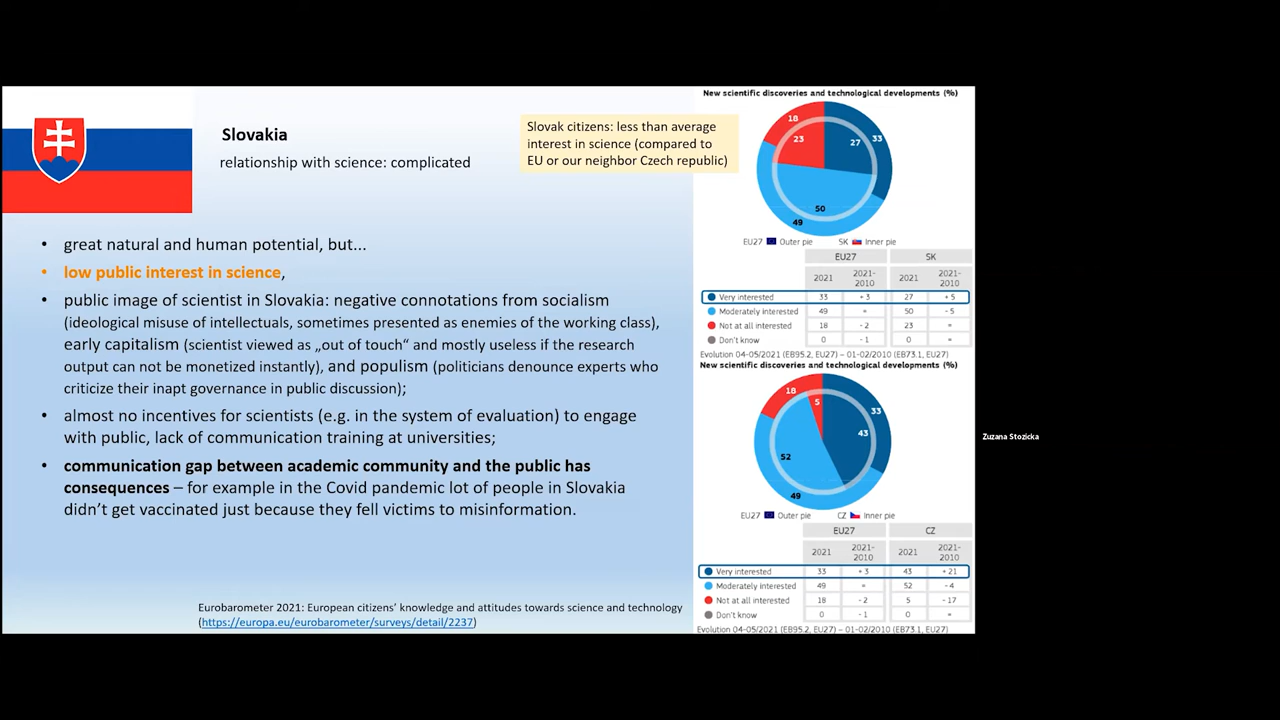 Slovakia
relationship with science: complicated
Slovak citizens: less than average
interest in science (compared to
EU or our neighbor Czech republic)
• great natural and human potential, but...
• low public interest in science,
• public image of scientist in Slovakia: negative connotations from socialism
(ideological misuse of intellectuals, sometimes presented as enemies of the working class),
early capitalism (scientist viewed as „out of touch“ and mostly useless if the research
output can not be monetized instantly), and populism (politicians denounce experts who
criticize their inapt governance in public discussion);
• almost no incentives for scientists (e.g. in the system of evaluation) to engage
with public, lack of communication training at universities;
• communication gap between academic community and the public has
consequences – for example in the Covid pandemic lot of people in Slovakia
didn't get vaccinated just because they fell victims to misinformation.
Eurobarometer 2021: European citizens' knowledge and attitudes towards science and technology
(https://europa.eu/eurobarometer/surveys/detail/2237)
New scientific discoveries and technological developments (%)
18
23
27
33
50
49
EU27 Outer pie SK Inner pie
EU27 SK
2021 2021-2010 2021 2021-2010
Very interested 33 + 3 27 + 5
Moderately interested 49 = 50 - 5
Not at all interested 18 - 2 23 =
Don't know 0 - 1 0 =
Evolution 04-05/2021 (EB95.2, EU27) – 01-02/2010 (EB73.1, EU27)
New scientific discoveries and technological developments (%)
18
5
33
43
52
49
EU27 Outer pie CZ Inner pie
EU27 CZ
2021 2021-2010 2021 2021-2010
Very interested 33 + 3 43 + 21
Moderately interested 49 = 52 - 4
Not at all interested 18 - 2 5 - 17
Don't know 0 - 1 0 =
Evolution 04-05/2021 (EB95.2, EU27) – 01-02/2010 (EB73.1, EU27)
Zuzana Stozicka